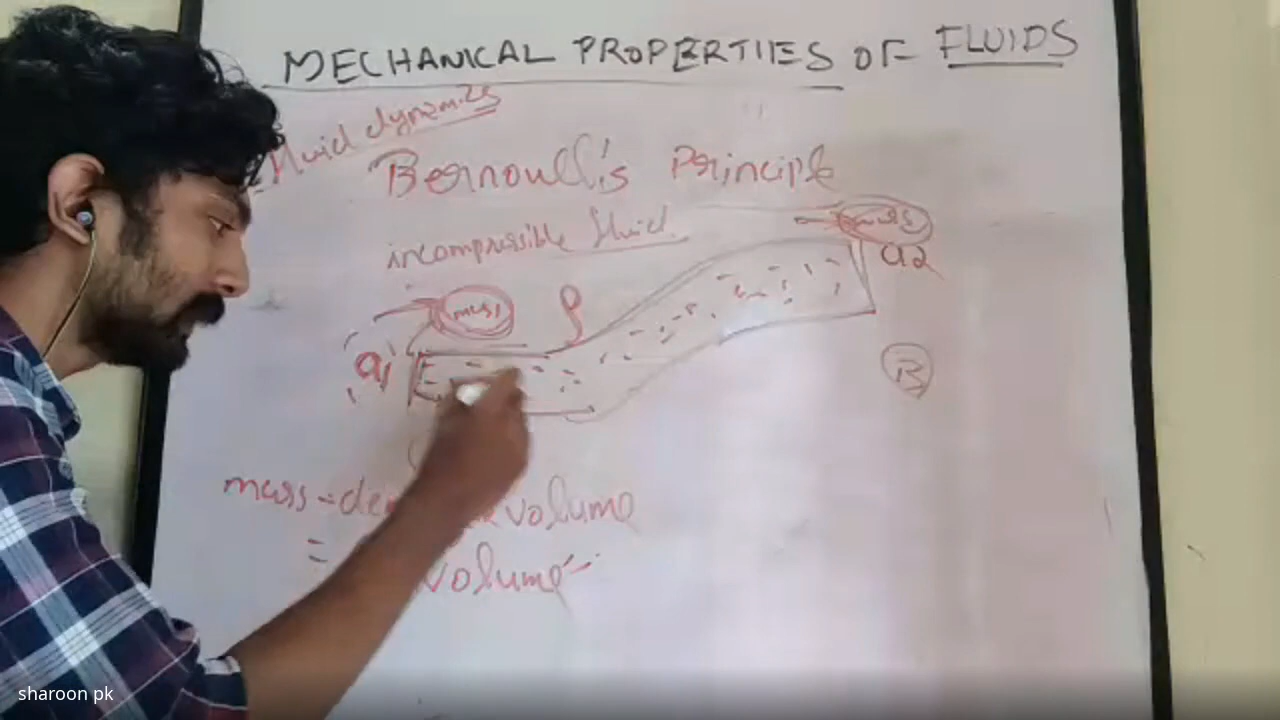 MECHANICAL PROPERTIES OF FLUIDS
Fluid dynamics
Bernoulli's Principle
incompressible fluid
mass
a2
mass ρ
a1
B
mass = volume
= volume
sharoon pk